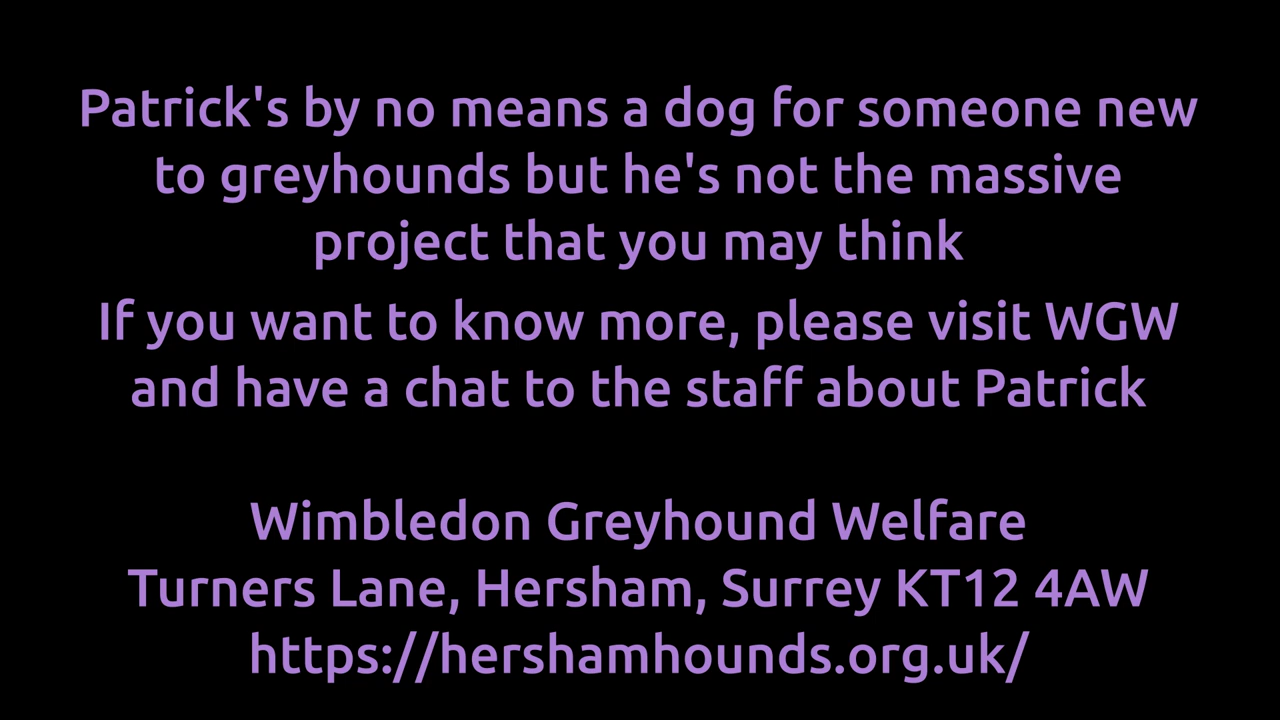 Patrick's by no means a dog for someone new
to greyhounds but he's not the massive
project that you may think
If you want to know more, please visit WGW
and have a chat to the staff about Patrick
Wimbledon Greyhound Welfare
Turners Lane, Hersham, Surrey KT12 4AW
https://hershamhounds.org.uk/